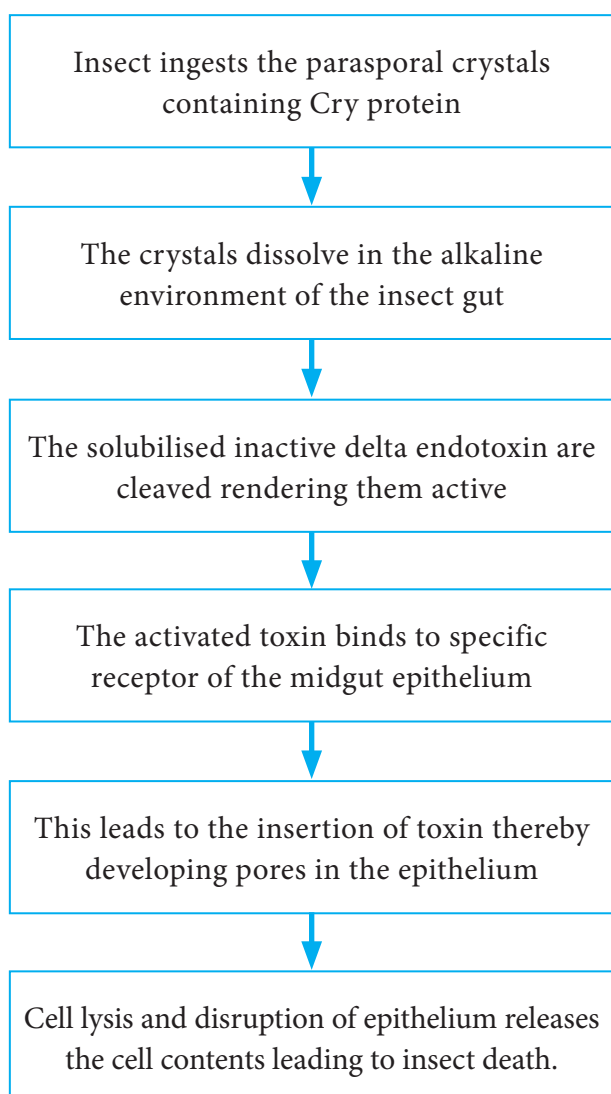 Insect ingests the parasporal crystals
containing Cry protein
The crystals dissolve in the alkaline
environment of the insect gut
The solubilised inactive delta endotoxin are
cleaved rendering them active
The activated toxin binds to specific
receptor of the midgut epithelium
This leads to the insertion of toxin thereby
developing pores in the epithelium
Cell lysis and disruption of epithelium releases
the cell contents leading to insect death.